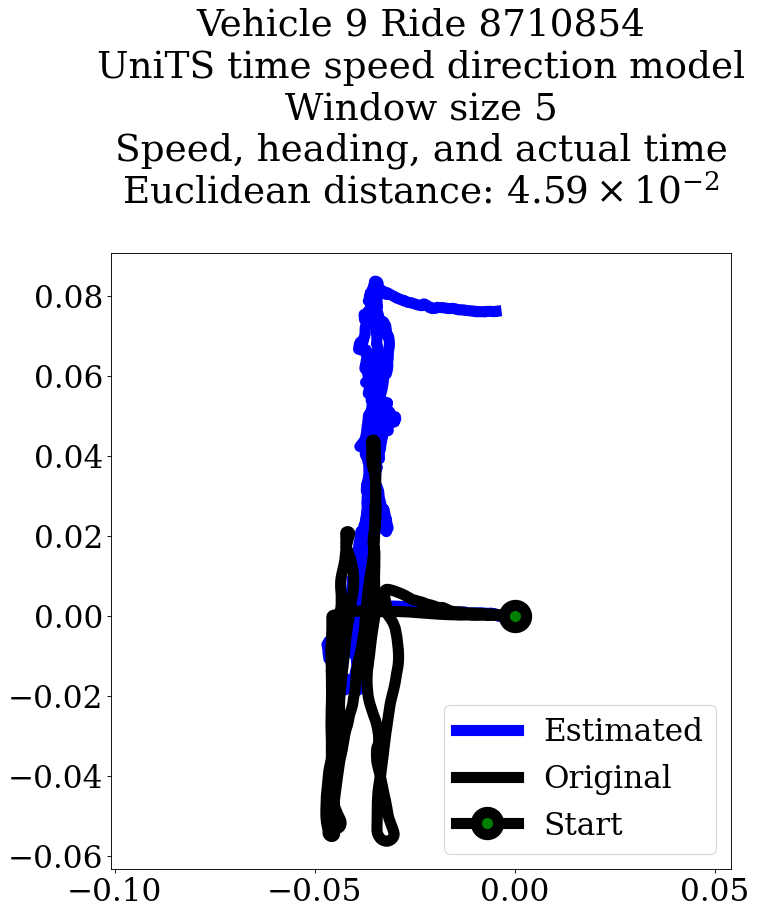 Vehicle 9 Ride 8710854
UniTS time speed direction model
Window size 5
Speed, heading, and actual time
Euclidean distance: 4.59 × 10⁻²
0.08
0.06
0.04
0.02
0.00
−0.02
−0.04
−0.06
−0.10
−0.05
0.00
0.05
Estimated
Original
Start